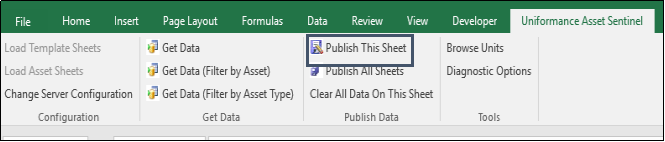 File Home Insert Page Layout Formulas Data Review View Developer Uniformance Asset Sentinel
Load Template Sheets Get Data Publish This Sheet Browse Units
Load Asset Sheets Get Data (Filter by Asset) Publish All Sheets Diagnostic Options
Change Server Configuration Get Data (Filter by Asset Type) Clear All Data On This Sheet
Configuration Get Data Publish Data Tools